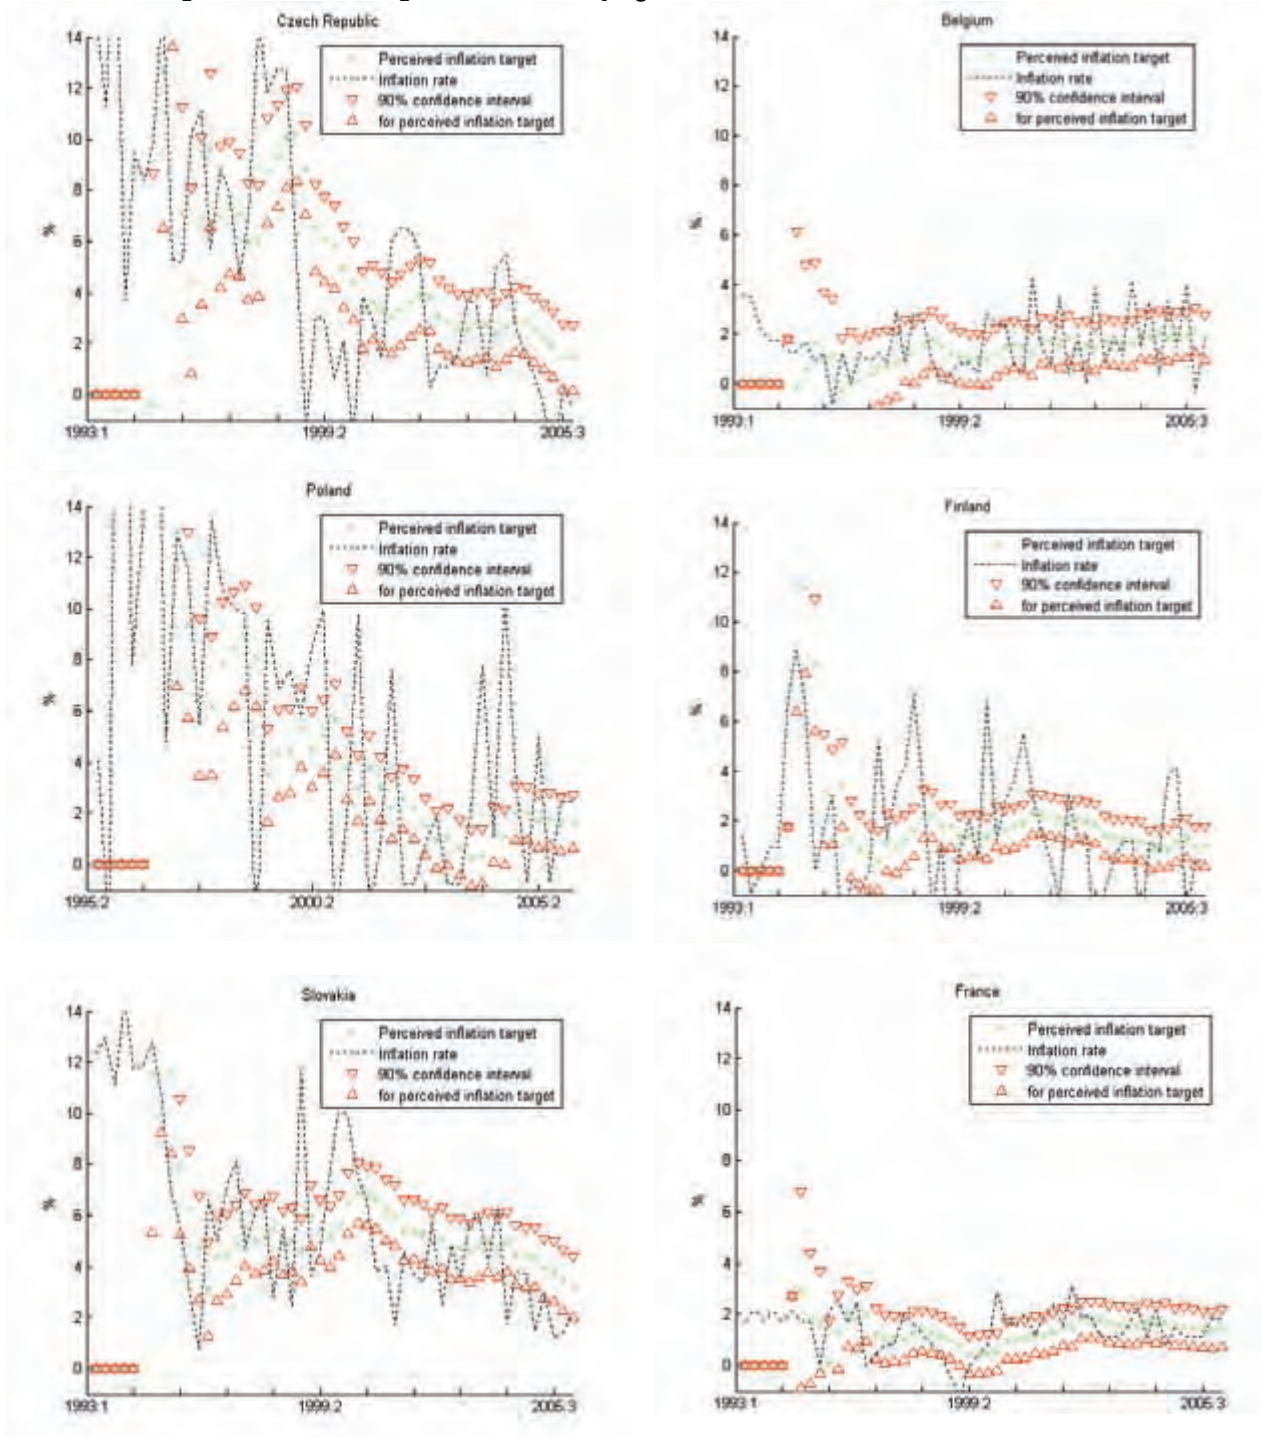 Czech Republic
14
12
10
8
6
4
2
0
%
Perceived inflation target
Inflation rate
90% confidence interval
for perceived inflation target
1993:1
1999:2
2005:3
Belgium
14
12
10
8
6
4
2
0
%
Perceived inflation target
Inflation rate
90% confidence interval
for perceived inflation target
1993:1
1999:2
2005:3
Poland
14
12
10
8
6
4
2
0
%
Perceived inflation target
Inflation rate
90% confidence interval
for perceived inflation target
1995:2
2000:2
2005:2
Finland
14
12
10
8
6
4
2
0
%
Perceived inflation target
Inflation rate
90% confidence interval
for perceived inflation target
1993:1
1999:2
2005:3
Slovakia
14
12
10
8
6
4
2
0
%
Perceived inflation target
Inflation rate
90% confidence interval
for perceived inflation target
1993:1
1999:2
2005:3
France
14
12
10
8
6
4
2
0
%
Perceived inflation target
Inflation rate
90% confidence interval
for perceived inflation target
1993:1
1999:2
2005:3